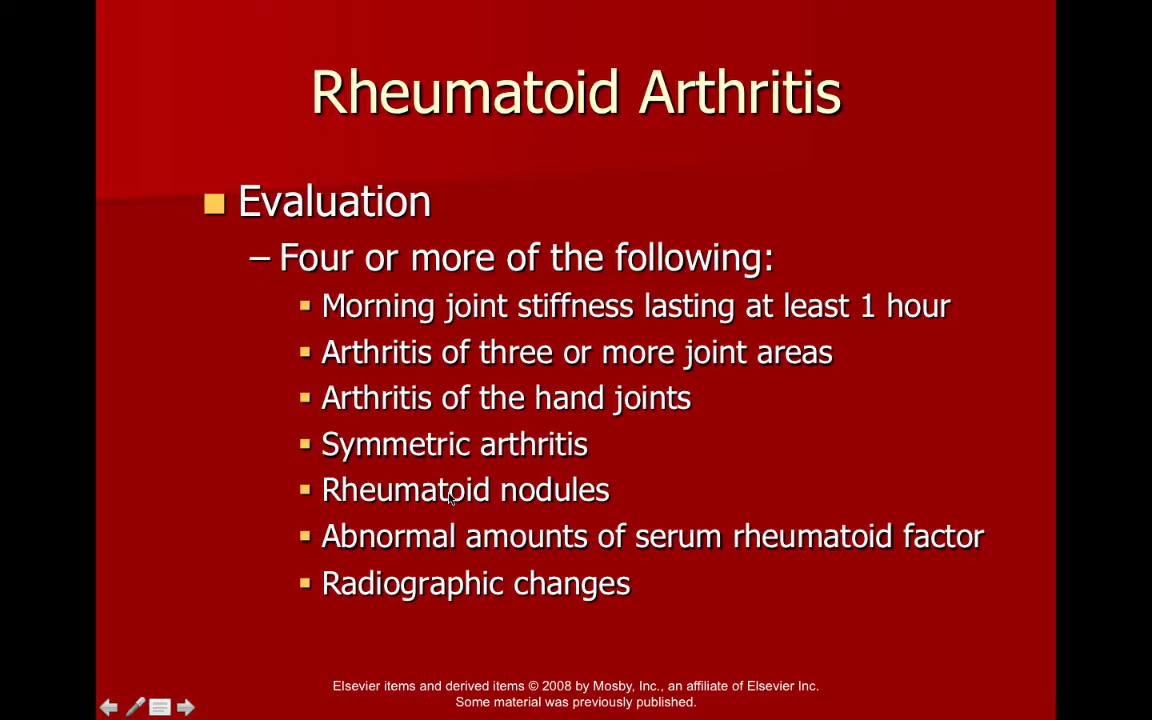 Rheumatoid Arthritis
Evaluation
– Four or more of the following:
Morning joint stiffness lasting at least 1 hour
Arthritis of three or more joint areas
Arthritis of the hand joints
Symmetric arthritis
Rheumatoid nodules
Abnormal amounts of serum rheumatoid factor
Radiographic changes
Elsevier items and derived items © 2008 by Mosby, Inc., an affiliate of Elsevier Inc.
Some material was previously published.